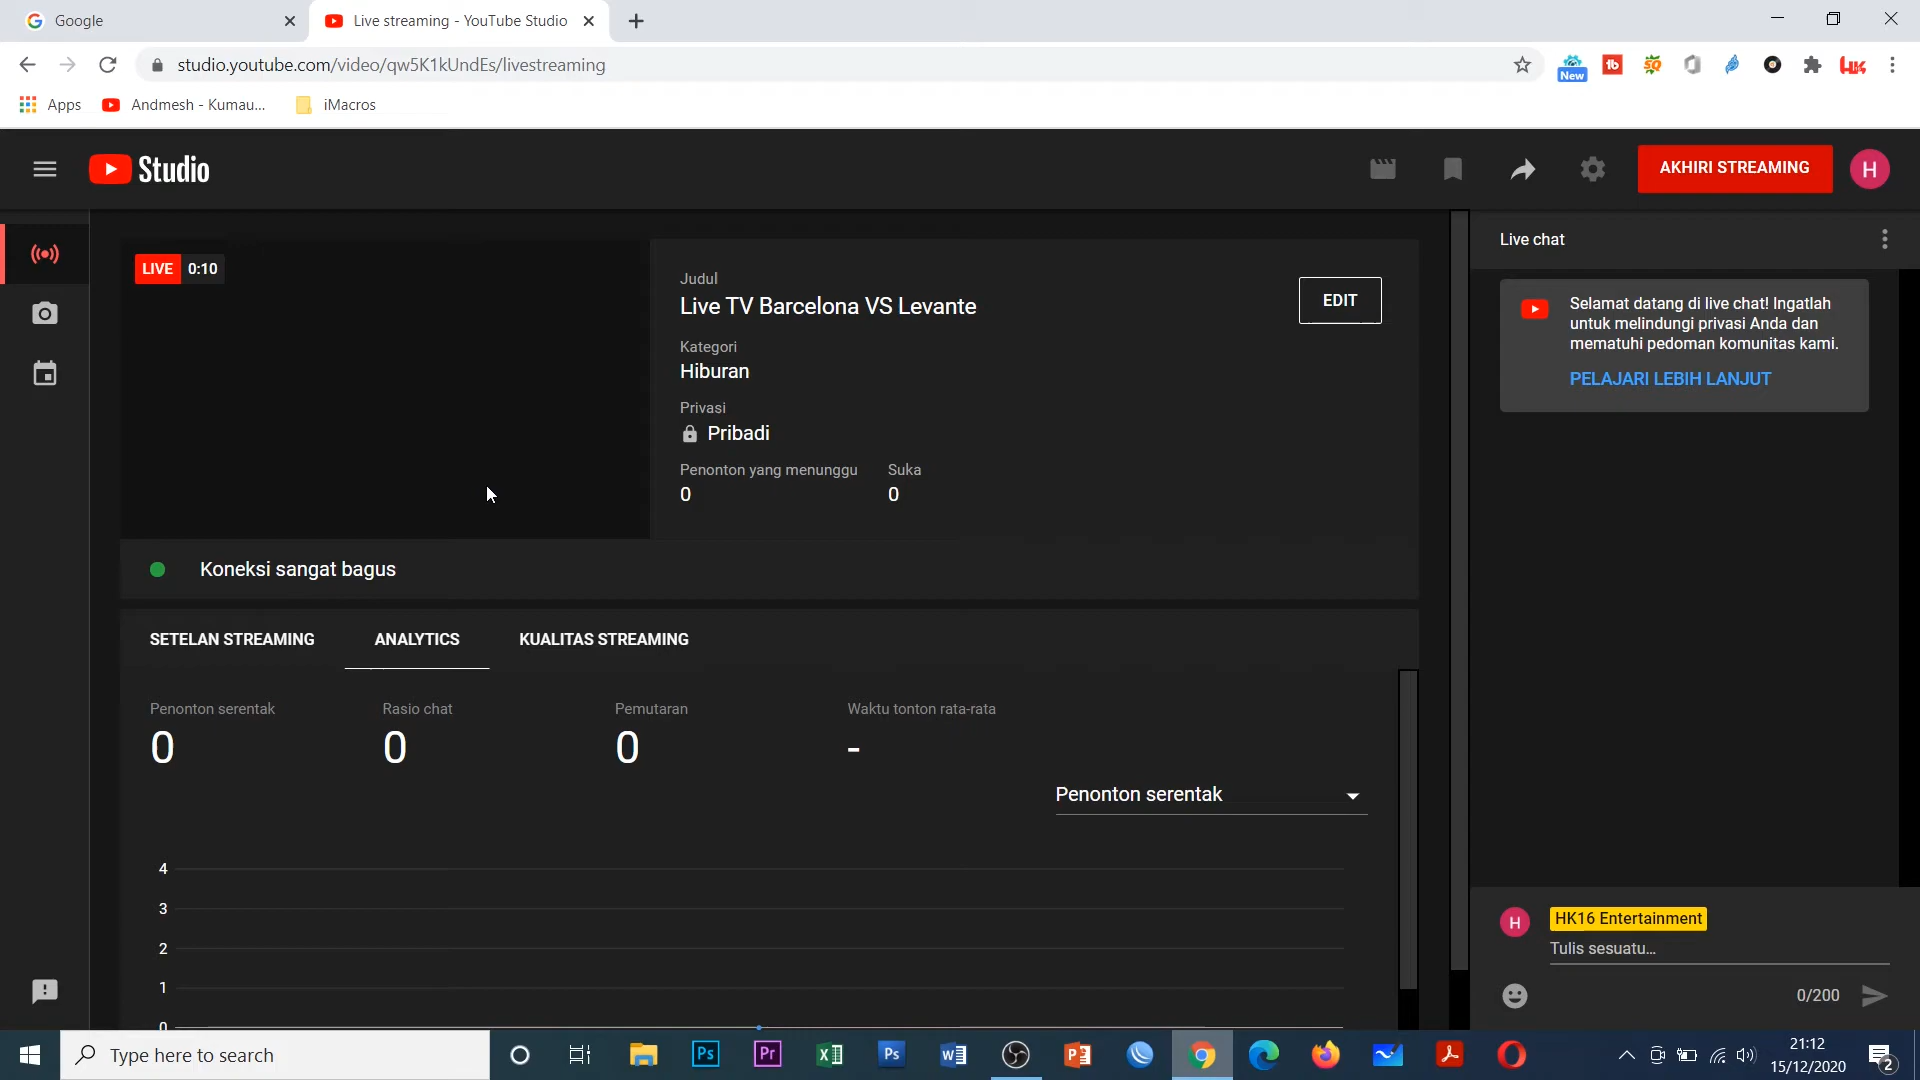 Google
Live streaming - YouTube Studio
studio.youtube.com/video/qw5K1kUndEs/livestreaming
New
Apps
Andmesh - Kumau...
iMacros
Studio
AKHIRI STREAMING
H
LIVE 0:10
Judul
Live TV Barcelona VS Levante
EDIT
Kategori
Hiburan
Privasi
Pribadi
Penonton yang menunggu Suka
0 0
Koneksi sangat bagus
Live chat
Selamat datang di live chat! Ingatlah
untuk melindungi privasi Anda dan
mematuhi pedoman komunitas kami.
PELAJARI LEBIH LANJUT
SETELAN STREAMING ANALYTICS KUALITAS STREAMING
Penonton serentak Rasio chat Pemutaran Waktu tonton rata-rata
0 0 0 -
Penonton serentak
4
3
2
1
0
H
HK16 Entertainment
Tulis sesuatu...
0/200
Type here to search
Ps
Pr
Ps
21:12
15/12/2020
2